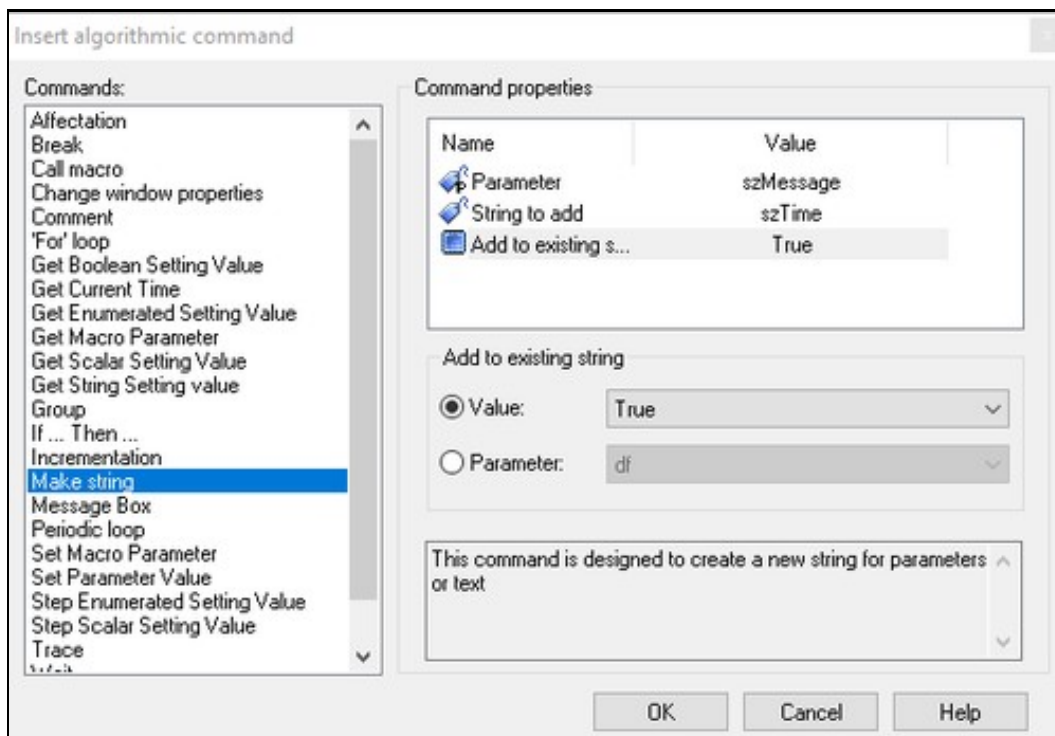 Insert algorithmic command
Commands:
Affectation
Break
Call macro
Change window properties
Comment
'For' loop
Get Boolean Setting Value
Get Current Time
Get Enumerated Setting Value
Get Macro Parameter
Get Scalar Setting Value
Get String Setting value
Group
If ... Then ...
Incrementation
Make string
Message Box
Periodic loop
Set Macro Parameter
Set Parameter Value
Step Enumerated Setting Value
Step Scalar Setting Value
Trace
Command properties
Name Value
Parameter szMessage
String to add szTime
Add to existing s... True
Add to existing string
Value: True
Parameter: df
This command is designed to create a new string for parameters
or text
OK Cancel Help